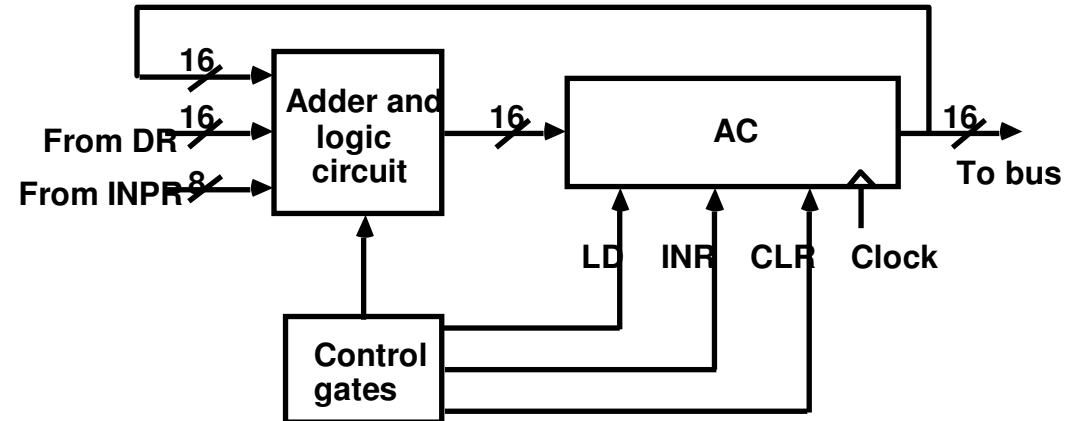 16
Adder and
logic
circuit
16
From DR
8
From INPR
16
AC
16
To bus
LD
INR
CLR
Clock
Control
gates